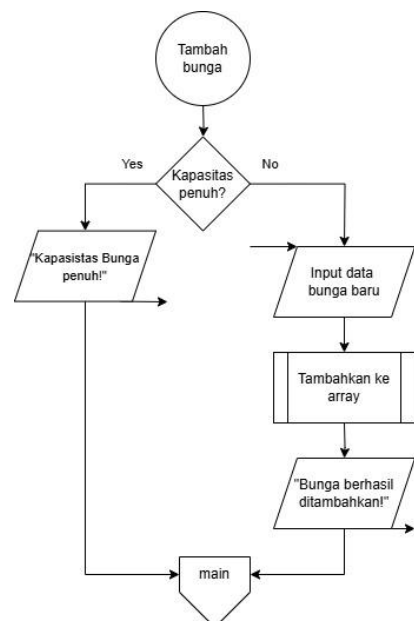 Tambah
bunga
Yes
No
Kapasitas
penuh?
"Kapasistas Bunga
penuh!"
Input data
bunga baru
Tambahkan ke
array
"Bunga berhasil
ditambahkan!"
main